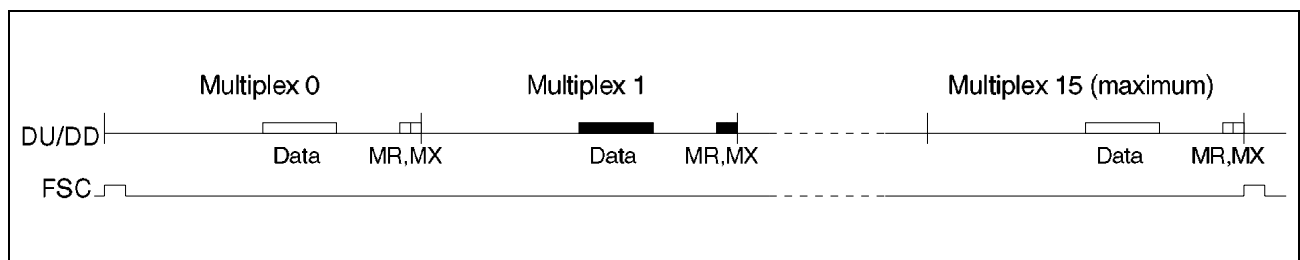 Multiplex 0 Multiplex 1 Multiplex 15 (maximum)
DU/DD
Data MR,MX Data MR,MX Data MR,MX
FSC